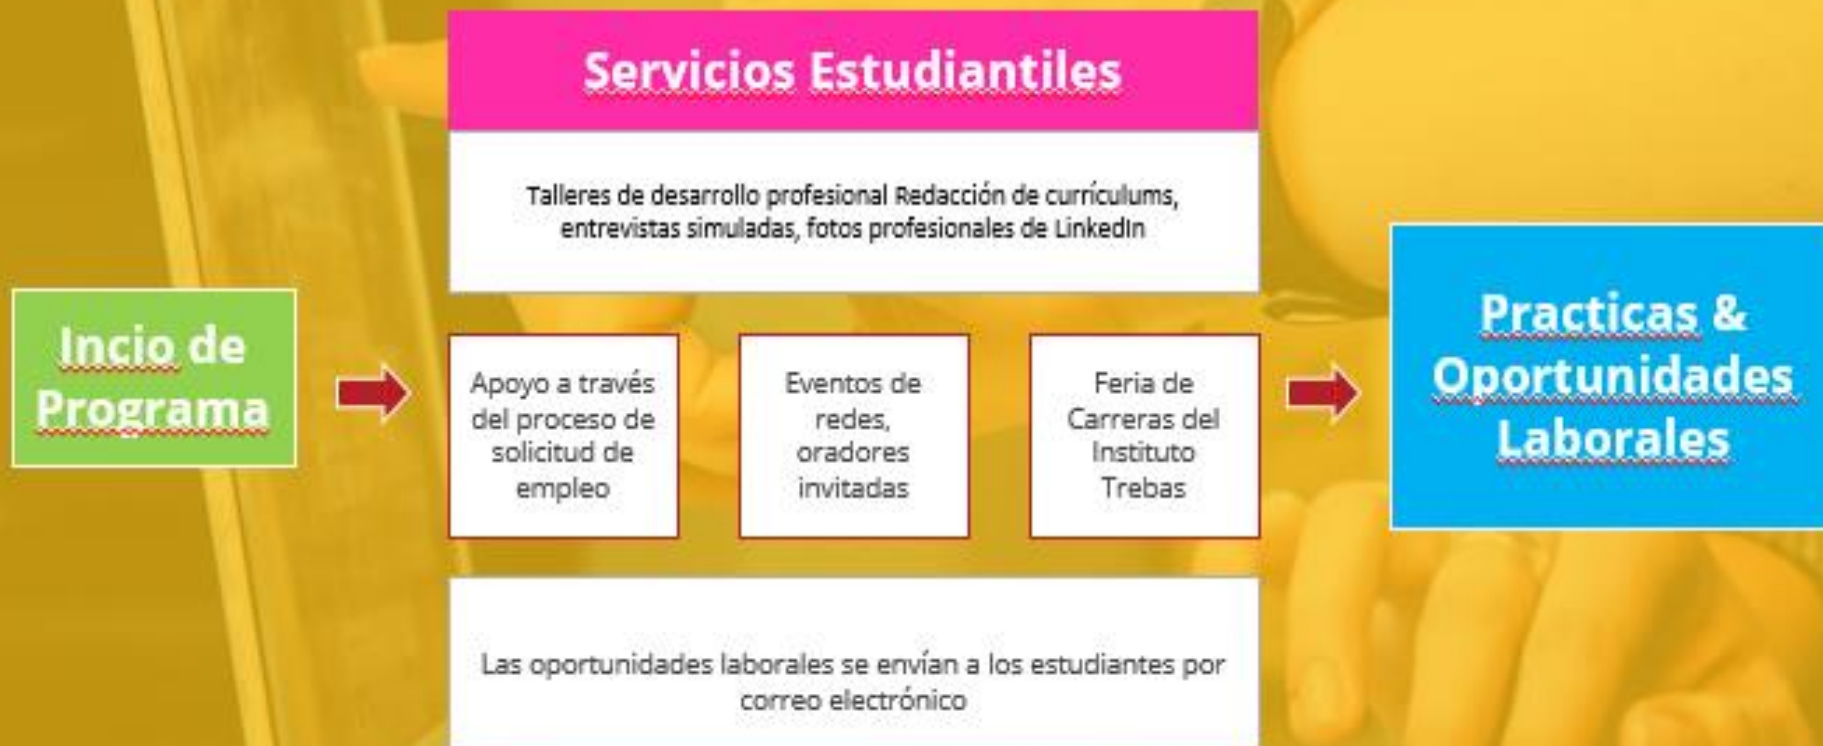 Servicios Estudiantiles
Talleres de desarrollo profesional Redacción de currículums,
entrevistas simuladas, fotos profesionales de LinkedIn
Incio de
Programa
Apoyo a través
del proceso de
solicitud de
empleo
Eventos de
redes,
oradores
invitadas
Feria de
Carreras del
Instituto
Trebas
Practicas &
Oportunidades
Laborales
Las oportunidades laborales se envían a los estudiantes por
correo electrónico